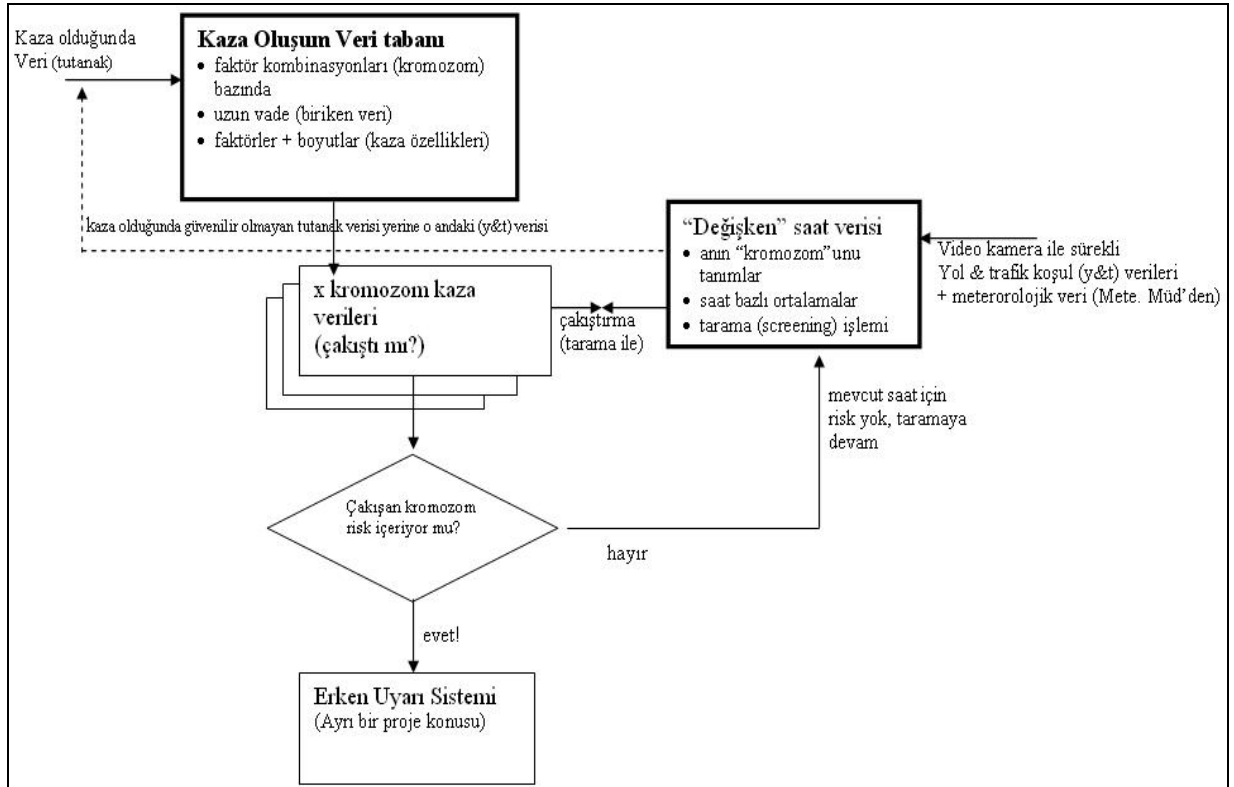 Kaza olduğunda
Veri (tutanak)
Kaza Oluşum Veri tabanı
• faktör kombinasyonları (kromozom)
bazında
• uzun vade (biriken veri)
• faktörler + boyutlar (kaza özellikleri)
kaza olduğunda güvenilir olmayan tutanak verisi yerine o andaki (y&t) verisi
“Değişken” saat verisi
• anın “kromozom”unu
tanımlar
• saat bazlı ortalamalar
• tarama (screening) işlemi
Video kamera ile sürekli
Yol & trafik koşul (y&t) verileri
+ meterorolojik veri (Mete. Müd’den)
x kromozom kaza
verileri
(çakıştı mı?)
çakıştırma
(tarama ile)
mevcut saat için
risk yok, taramaya
devam
Çakışan kromozom
risk içeriyor mu?
hayır
evet!
Erken Uyarı Sistemi
(Ayrı bir proje konusu)